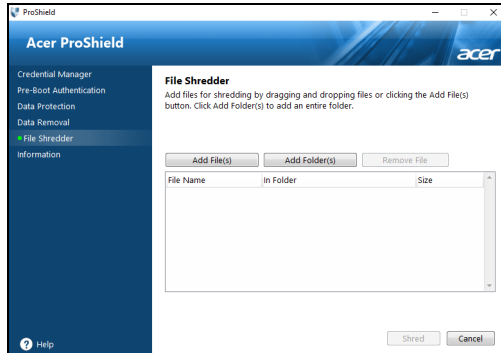 ProShield
Acer ProShield
acer
Credential Manager
Pre-Boot Authentication
Data Protection
Data Removal
File Shredder
Information
File Shredder
Add files for shredding by dragging and dropping files or clicking the Add File(s)
button. Click Add Folder(s) to add an entire folder.
Add File(s) Add Folder(s) Remove File
File Name In Folder Size
? Help
Shred Cancel